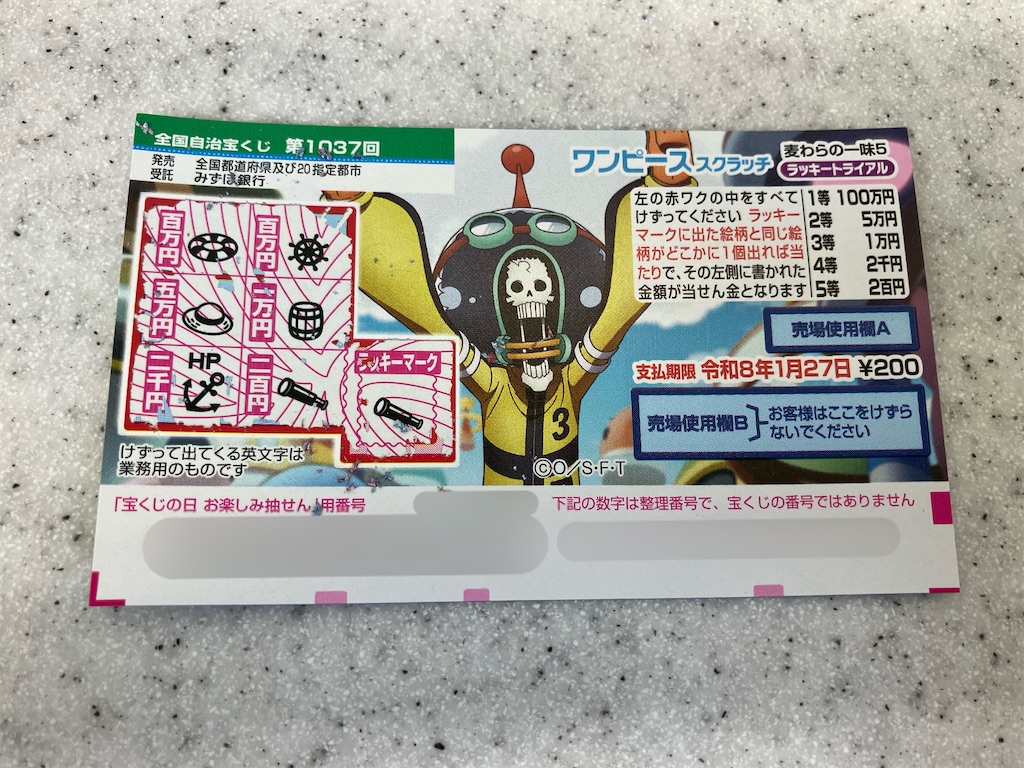 全国自治宝くじ 第1037回
発売 全国都道府県及び20指定都市
受託 みずほ銀行
ワンピース スクラッチ
麦わらの一味5
ラッキートライアル
左の赤ワクの中をすべて
けずってください ラッキー
マークに出た絵柄と同じ絵
柄がどこかに1個出れば当
たりで、その左側に書かれた
金額が当せん金となります
1等 100万円
2等 5万円
3等 1万円
4等 2千円
5等 2百円
百万円
百万円
五万円
一万円
二千円
HP
二百円
ラッキーマーク
売場使用欄A
支払期限 令和8年1月27日 ¥200
売場使用欄B
お客様はここをけずら
ないでください
3
けずって出てくる英文字は
業務用のものです
©O/S・F・T
「宝くじの日 お楽しみ抽せん」用番号
下記の数字は整理番号で、宝くじの番号ではありません